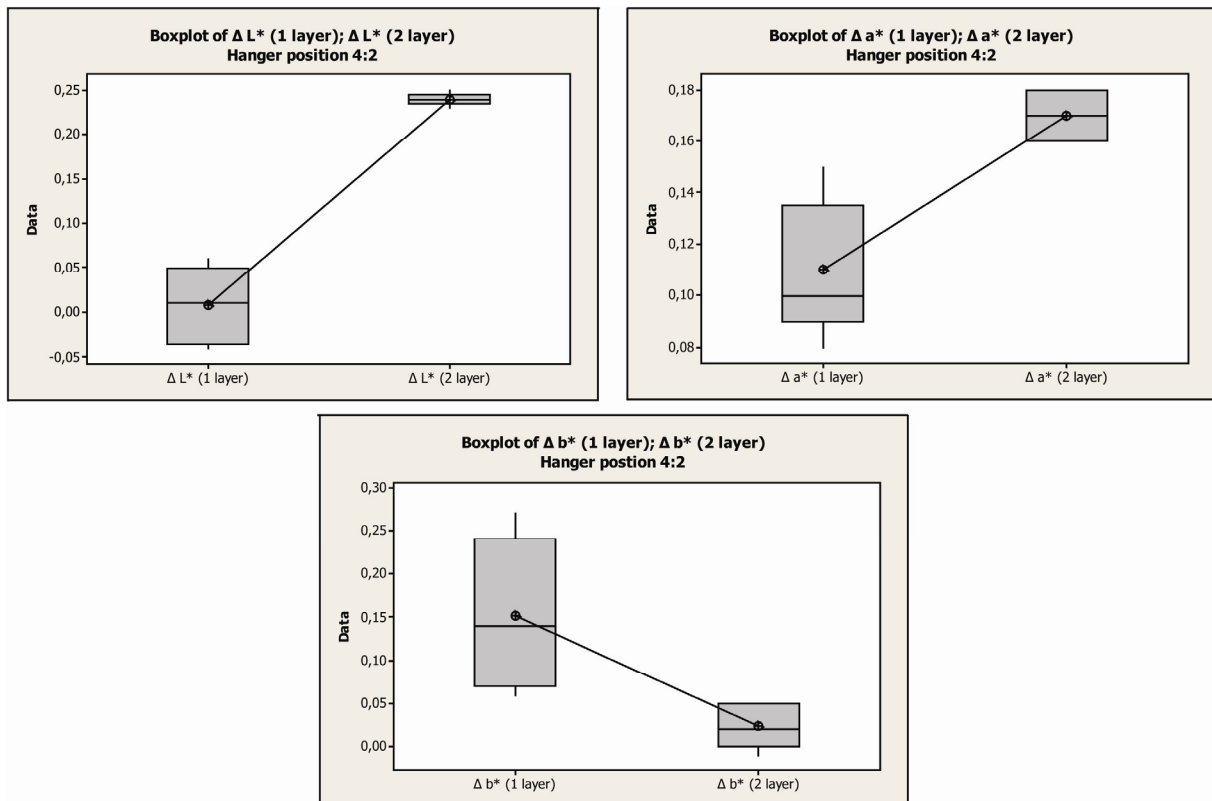 Boxplot of Δ L* (1 layer); Δ L* (2 layer)
Hanger position 4:2
Data
0,25
0,20
0,15
0,10
0,05
0,00
-0,05
Δ L* (1 layer)
Δ L* (2 layer)
Boxplot of Δ a* (1 layer); Δ a* (2 layer)
Hanger position 4:2
Data
0,18
0,16
0,14
0,12
0,10
0,08
Δ a* (1 layer)
Δ a* (2 layer)
Boxplot of Δ b* (1 layer); Δ b* (2 layer)
Hanger postion 4:2
Data
0,30
0,25
0,20
0,15
0,10
0,05
0,00
Δ b* (1 layer)
Δ b* (2 layer)